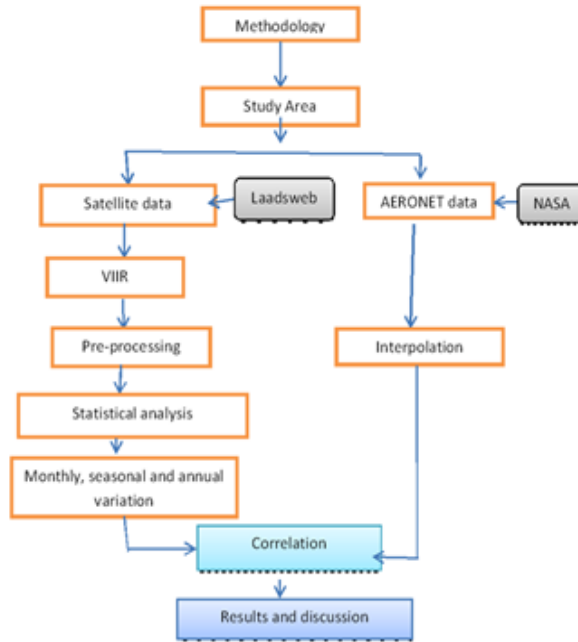 Methodology
Study Area
Satellite data
Laadsweb
AERONET data
NASA
VIIR
Pre-processing
Interpolation
Statistical analysis
Monthly, seasonal and annual
variation
Correlation
Results and discussion